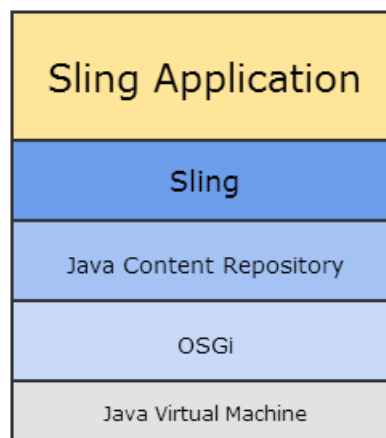 Sling Application
Sling
Java Content Repository
OSGi
Java Virtual Machine